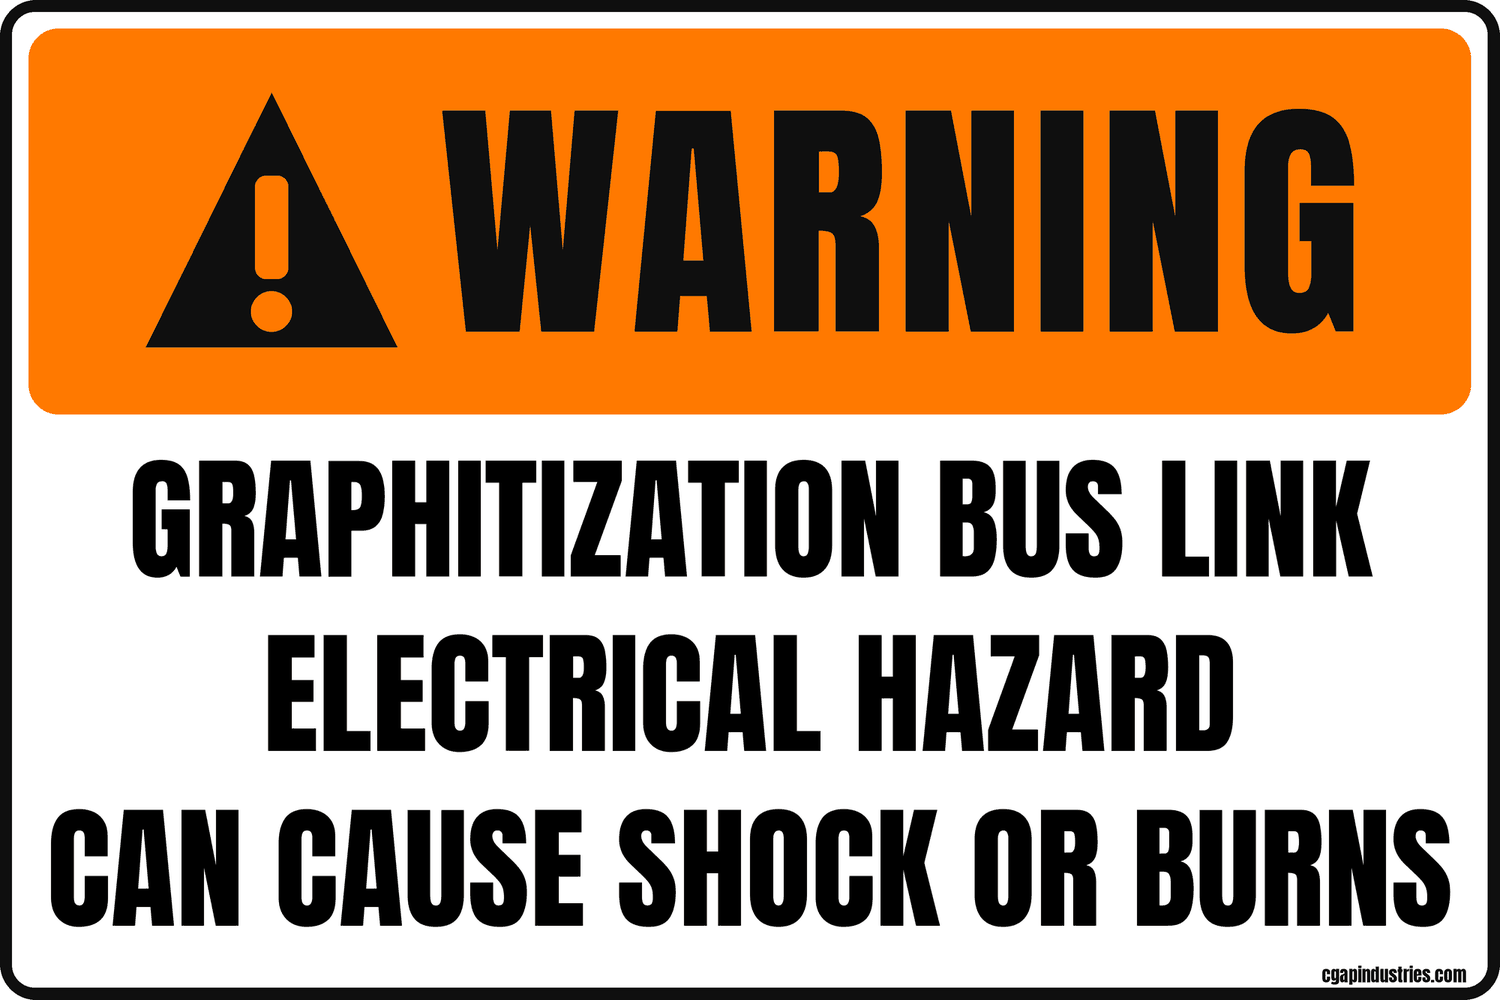 WARNING
GRAPHITIZATION BUS LINK
ELECTRICAL HAZARD
CAN CAUSE SHOCK OR BURNS
cgapindustries.com